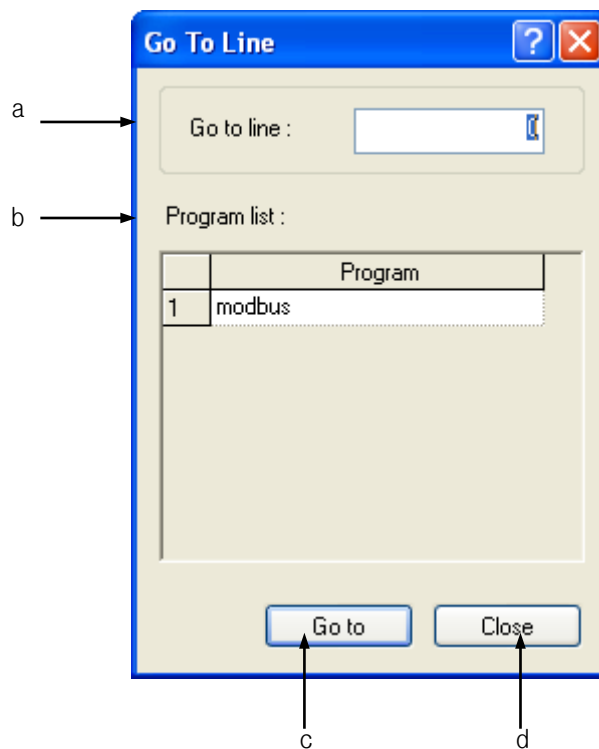 Go To Line
a
Go to line :
0
b
Program list :
Program
1 modbus
Go to
Close
c
d